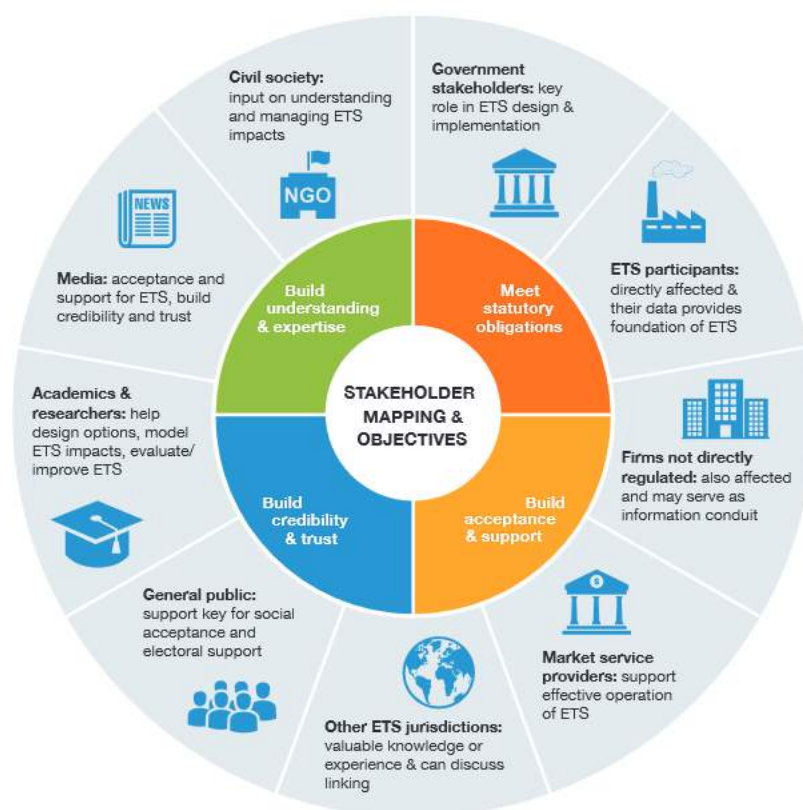 Civil society:
input on understanding
and managing ETS
impacts
NGO
Government
stakeholders: key
role in ETS design &
implementation
NEWS
Media: acceptance and
support for ETS, build
credibility and trust
ETS participants:
directly affected &
their data provides
foundation of ETS
Build
understanding
& expertise
Meet
statutory
obligations
STAKEHOLDER
MAPPING &
OBJECTIVES
Academics &
researchers: help
design options, model
ETS impacts, evaluate/
improve ETS
Firms not directly
regulated: also affected
and may serve as
information conduit
Build
credibility
& trust
Build
acceptance
& support
General public:
support key for social
acceptance and
electoral support
$
Market service
providers: support
effective operation
of ETS
Other ETS jurisdictions:
valuable knowledge or
experience & can discuss
linking